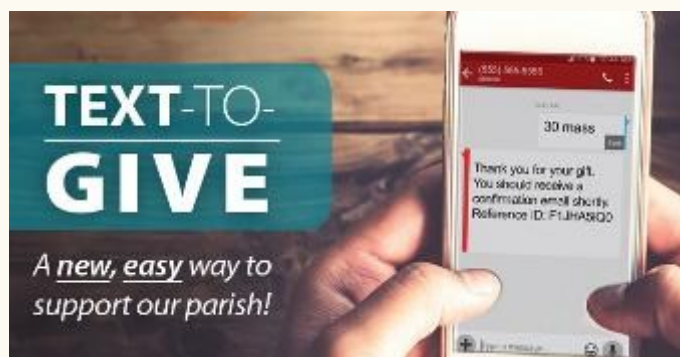 TEXT-TO-
GIVE
A new, easy way to
support our parish!
30 mass
Thank you for your gift.
You should receive a
confirmation email shortly.
Reference ID: